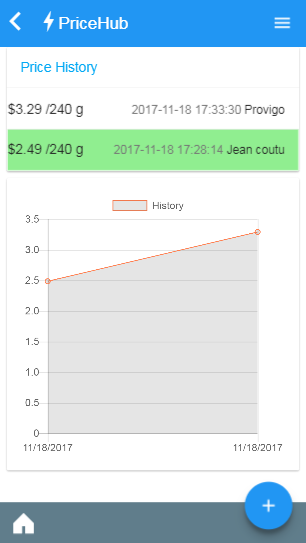 PriceHub
Price History
$3.29 /240 g 2017-11-18 17:33:30 Provigo
$2.49 /240 g 2017-11-18 17:28:14 Jean coutu
History
3.5
3.0
2.5
2.0
1.5
1.0
0.5
0
11/18/2017 11/18/2017
+